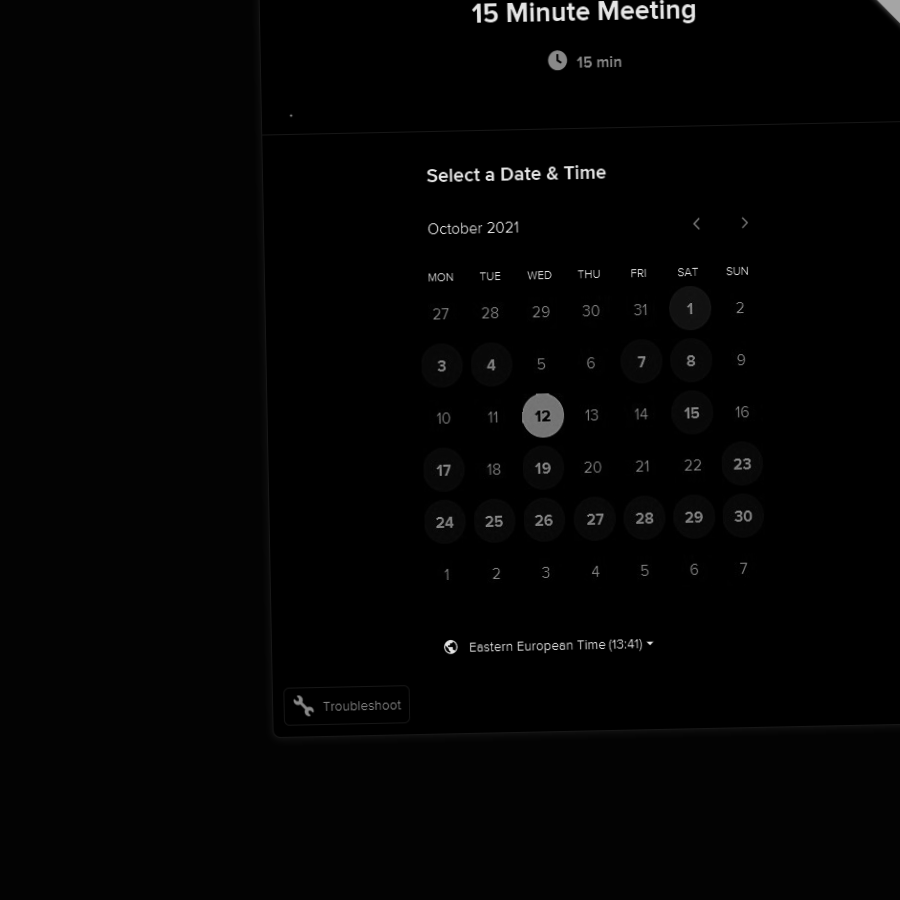 15 Minute Meeting
15 min
Select a Date & Time
October 2021
MON TUE WED THU FRI SAT SUN
27 28 29 30 31 1 2
3 4 5 6 7 8 9
10 11 12 13 14 15 16
17 18 19 20 21 22 23
24 25 26 27 28 29 30
1 2 3 4 5 6 7
Eastern European Time (13:41)
Troubleshoot